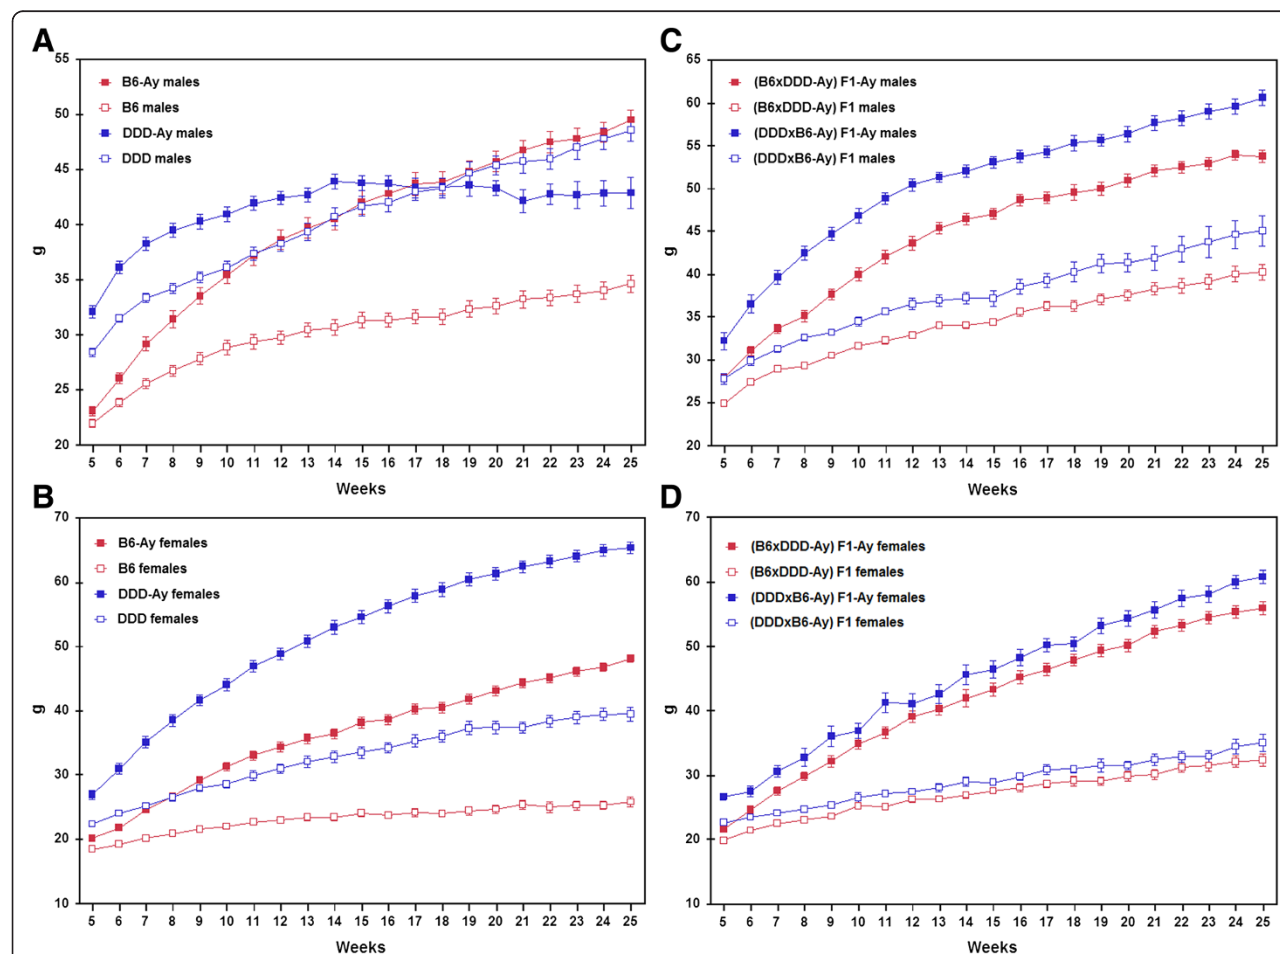 A
55
50
45
40
35
30
25
20
g
B6-Ay males
B6 males
DDD-Ay males
DDD males
5 6 7 8 9 10 11 12 13 14 15 16 17 18 19 20 21 22 23 24 25
Weeks
C
65
60
55
50
45
40
35
30
25
20
g
(B6xDDD-Ay) F1-Ay males
(B6xDDD-Ay) F1 males
(DDDxB6-Ay) F1-Ay males
(DDDxB6-Ay) F1 males
5 6 7 8 9 10 11 12 13 14 15 16 17 18 19 20 21 22 23 24 25
Weeks
B
70
60
50
40
30
20
10
g
B6-Ay females
B6 females
DDD-Ay females
DDD females
5 6 7 8 9 10 11 12 13 14 15 16 17 18 19 20 21 22 23 24 25
Weeks
D
70
60
50
40
30
20
10
g
(B6xDDD-Ay) F1-Ay females
(B6xDDD-Ay) F1 females
(DDDxB6-Ay) F1-Ay females
(DDDxB6-Ay) F1 females
5 6 7 8 9 10 11 12 13 14 15 16 17 18 19 20 21 22 23 24 25
Weeks